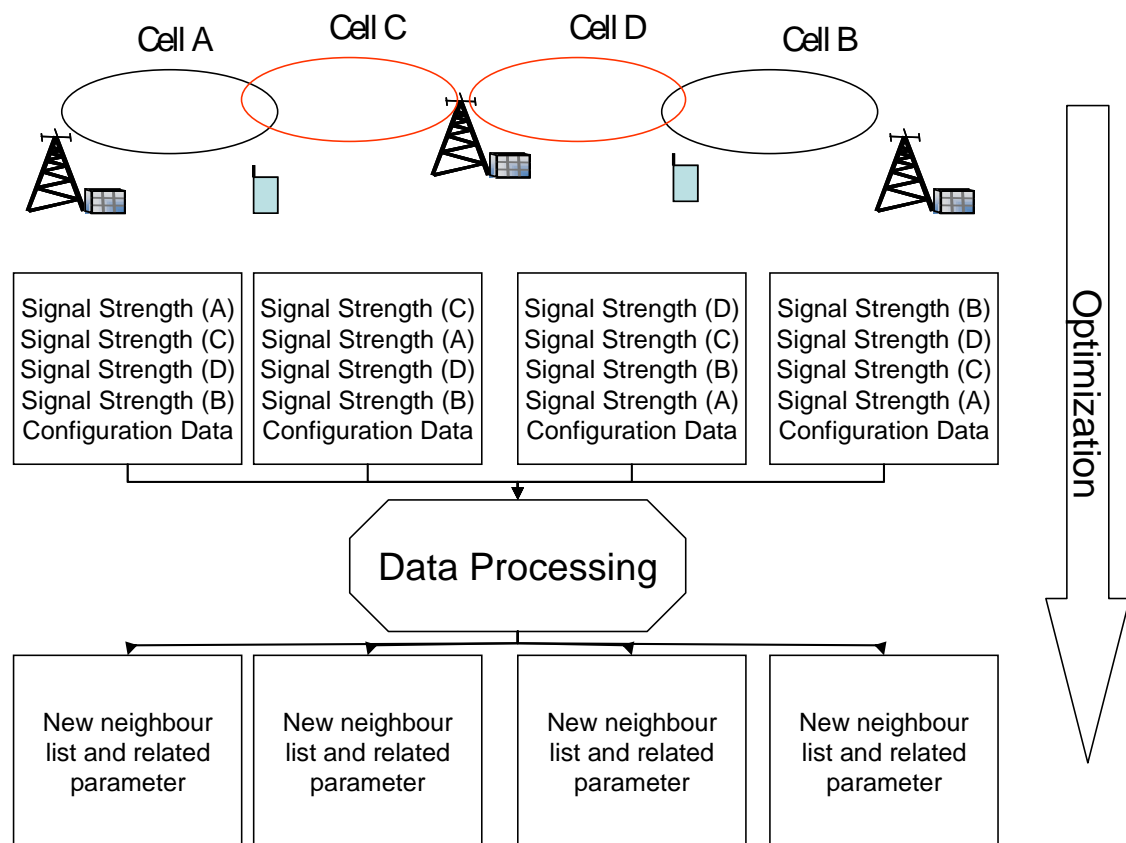 Cell A
Cell C
Cell D
Cell B
Signal Strength (A)
Signal Strength (C)
Signal Strength (D)
Signal Strength (B)
Configuration Data
Signal Strength (C)
Signal Strength (A)
Signal Strength (D)
Signal Strength (B)
Configuration Data
Signal Strength (D)
Signal Strength (C)
Signal Strength (B)
Signal Strength (A)
Configuration Data
Signal Strength (B)
Signal Strength (D)
Signal Strength (C)
Signal Strength (A)
Configuration Data
Optimization
Data Processing
New neighbour
list and related
parameter
New neighbour
list and related
parameter
New neighbour
list and related
parameter
New neighbour
list and related
parameter